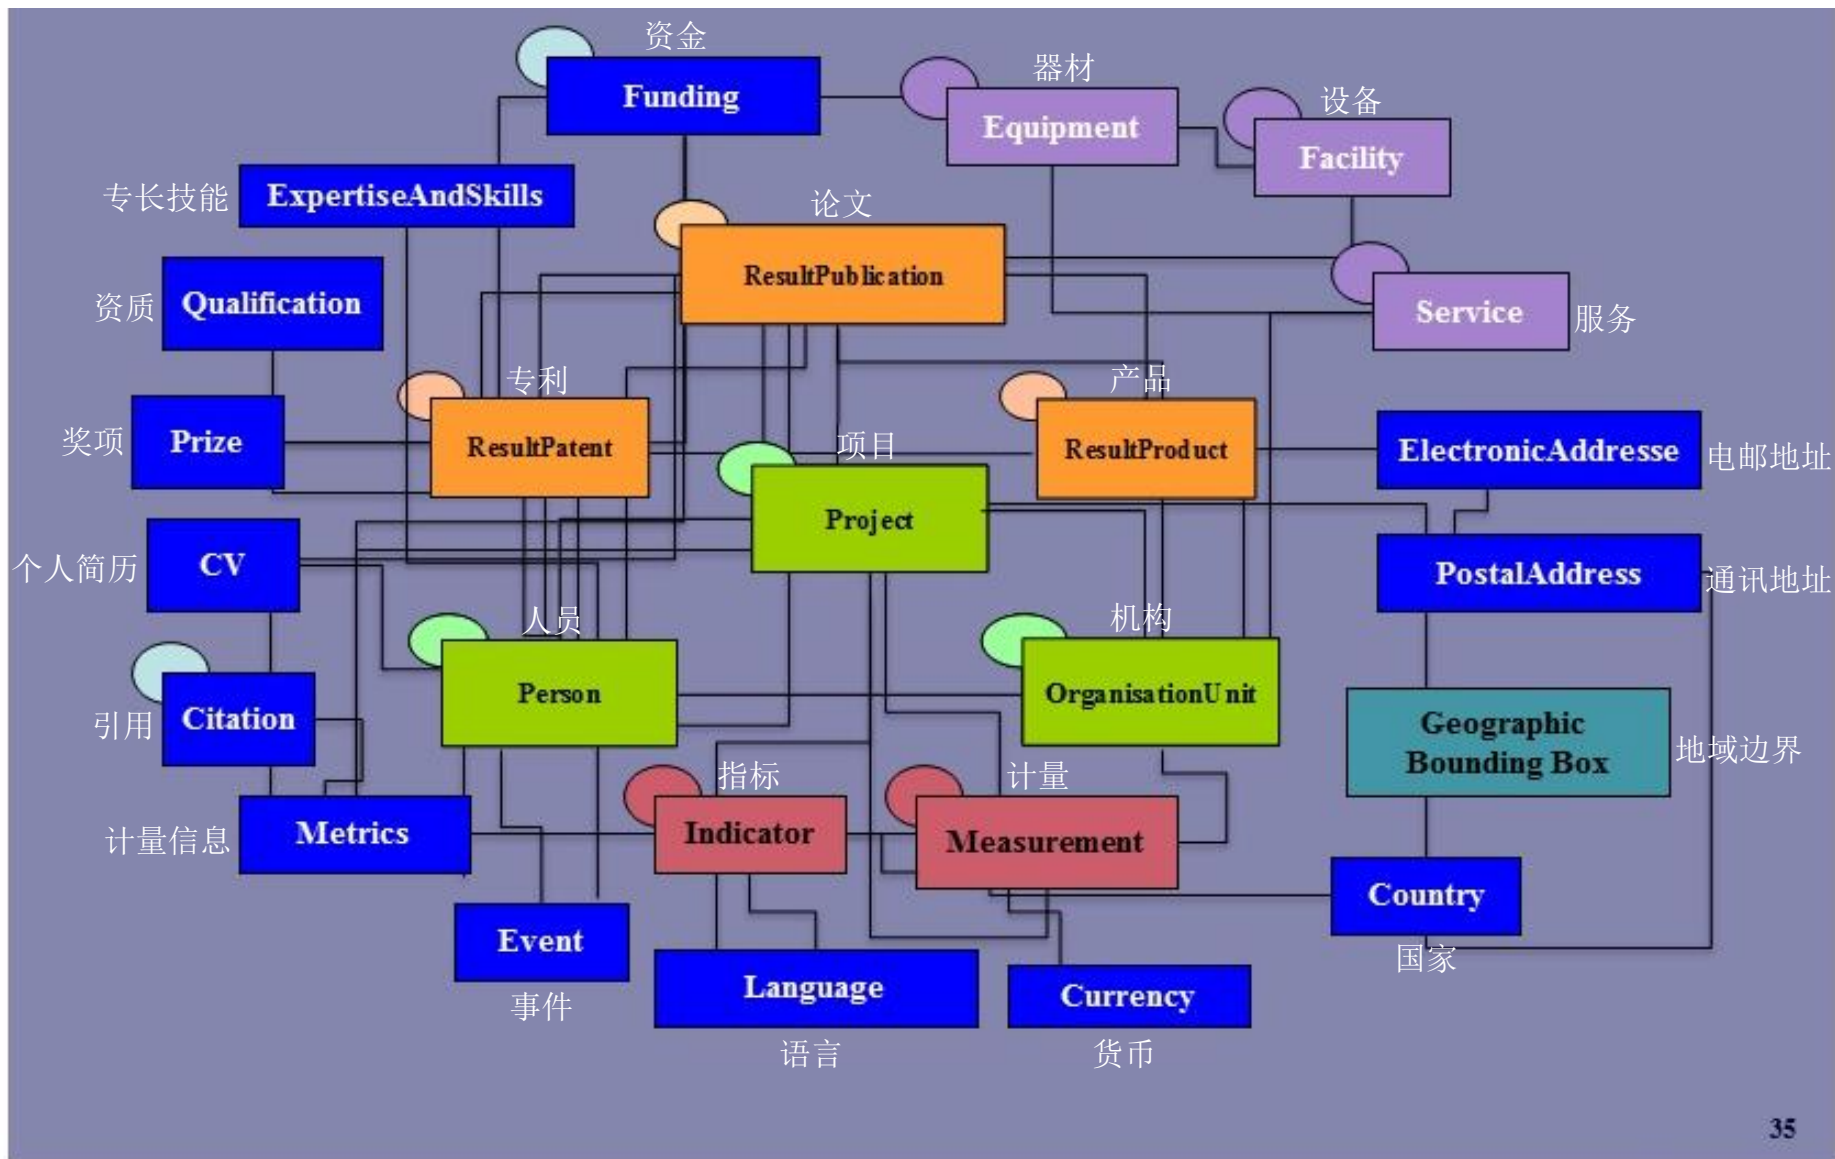 资金
Funding
器材
Equipment
设备
Facility
专长技能
ExpertiseAndSkills
论文
ResultPublication
资质
Qualification
Service
服务
专利
ResultPatent
产品
ResultProduct
奖项
Prize
项目
Project
ElectronicAddresse
电邮地址
个人简历
CV
PostalAddress
通讯地址
人员
Person
机构
OrganisationUnit
引用
Citation
Geographic
Bounding Box
地域边界
计量信息
Metrics
指标
Indicator
计量
Measurement
Country
国家
Event
事件
Language
语言
Currency
货币
35